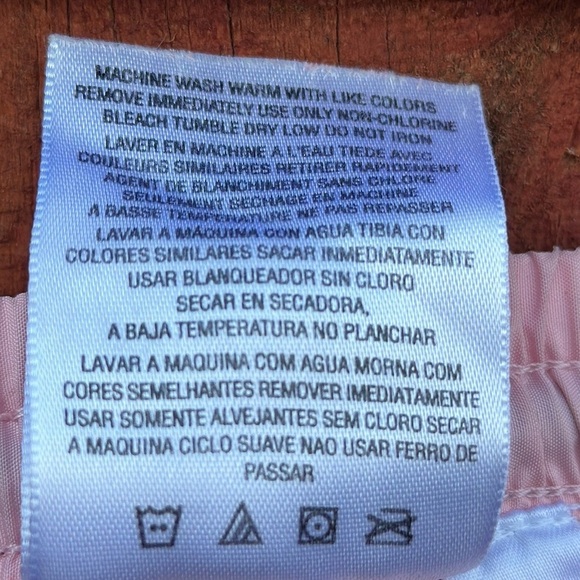 MACHINE WASH WARM WITH LIKE COLORS
REMOVE IMMEDIATELY USE ONLY NON-CHLORINE
BLEACH TUMBLE DRY LOW DO NOT IRON
LAVER EN MACHINE A L'EAU TIEDE AVEC
COULEURS SIMILAIRES RETIRER RAPIDEMENT
AGENT DE BLANCHIMENT SANS CHLORE
SEULEMENT SECHAGE EN MACHINE
A BASSE TEMPERATURE NE PAS REPASSER
LAVAR A MÁQUINA CON AGUA TIBIA CON
COLORES SIMILARES SACAR INMEDIATAMENTE
USAR BLANQUEADOR SIN CLORO
SECAR EN SECADORA,
A BAJA TEMPERATURA NO PLANCHAR
LAVAR A MAQUINA COM AGUA MORNA COM
CORES SEMELHANTES REMOVER IMEDIATAMENTE
USAR SOMENTE ALVEJANTES SEM CLORO SECAR
A MAQUINA CICLO SUAVE NAO USAR FERRO DE
PASSAR